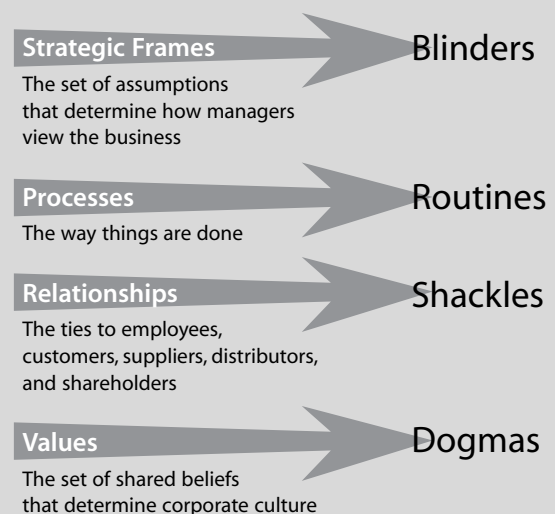 Strategic Frames
Blinders
The set of assumptions
that determine how managers
view the business
Processes
Routines
The way things are done
Relationships
Shackles
The ties to employees,
customers, suppliers, distributors,
and shareholders
Values
Dogmas
The set of shared beliefs
that determine corporate culture